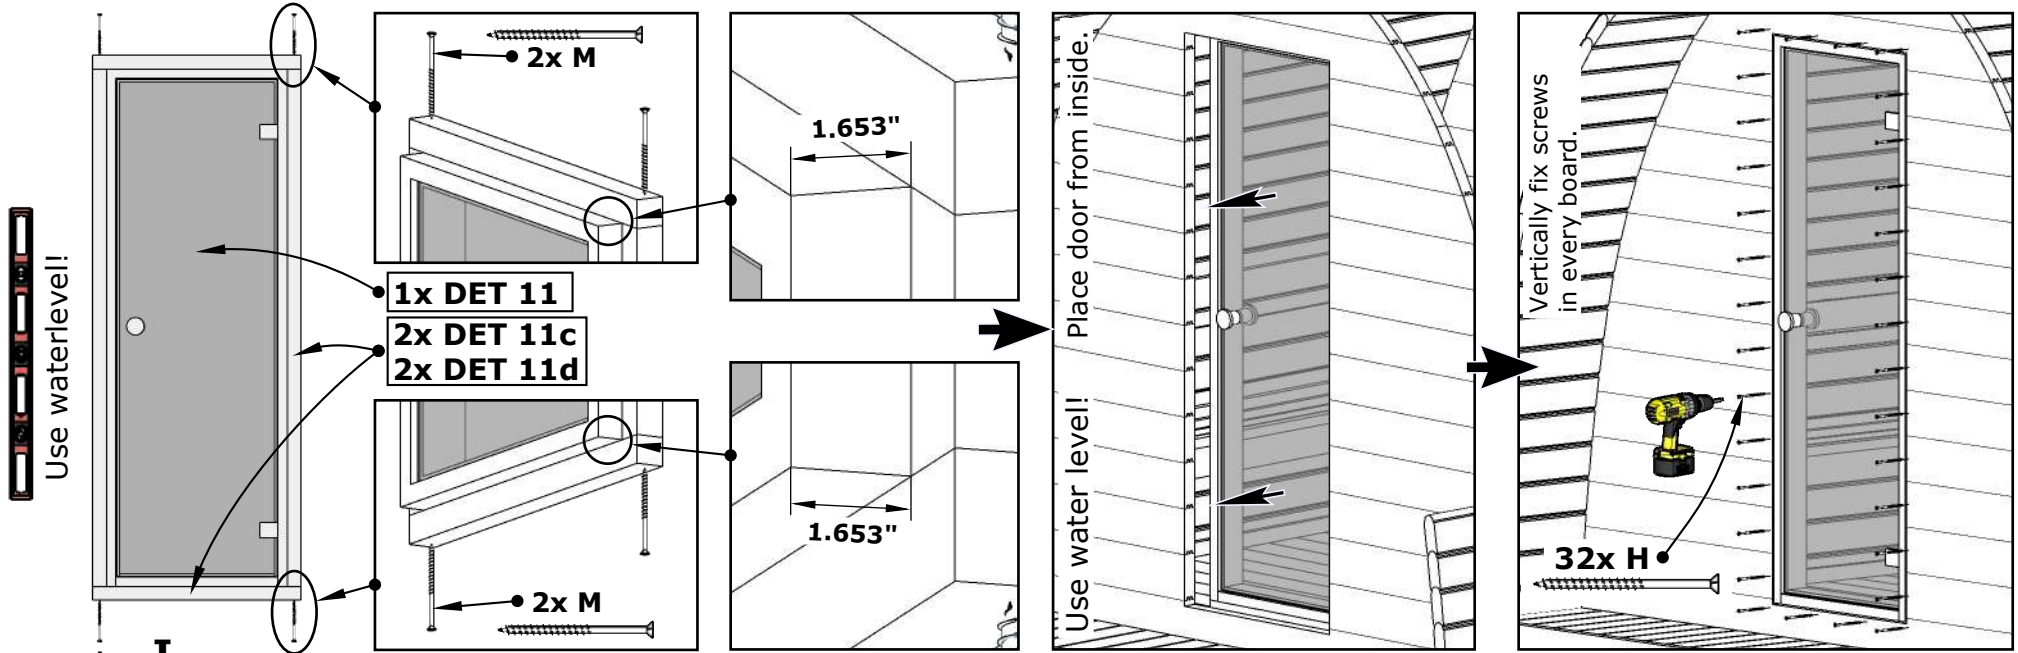 Use waterlevel!
2x M
1x DET 11
2x DET 11c
2x DET 11d
2x M
1.653"
1.653"
Place door from inside.
Use water level!
Vertically fix screws
in every board.
32x H